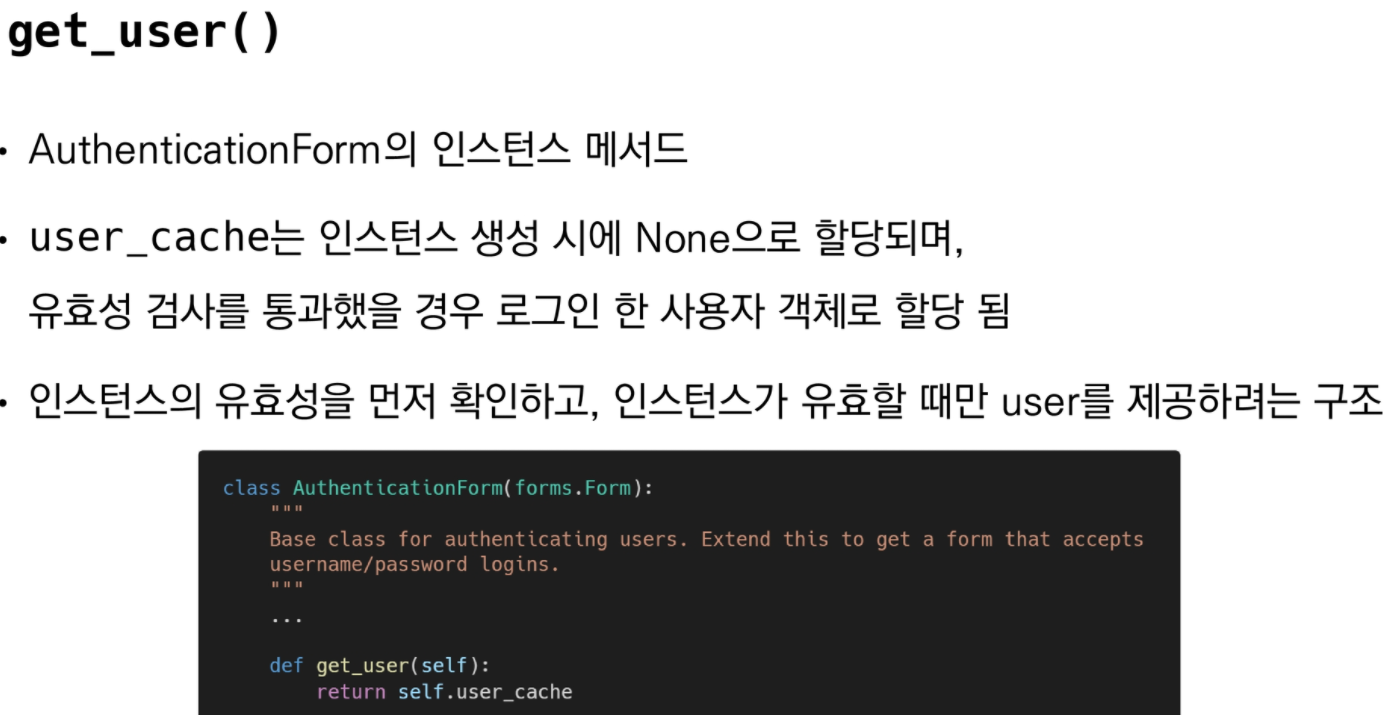 get_user()
• AuthenticationForm의 인스턴스 메서드
• user_cache는 인스턴스 생성 시에 None으로 할당되며,
유효성 검사를 통과했을 경우 로그인 한 사용자 객체로 할당 됨
• 인스턴스의 유효성을 먼저 확인하고, 인스턴스가 유효할 때만 user를 제공하려는 구조
class AuthenticationForm(forms.Form):
    """
    Base class for authenticating users. Extend this to get a form that accepts
    username/password logins.
    """
    ...
    def get_user(self):
        return self.user_cache